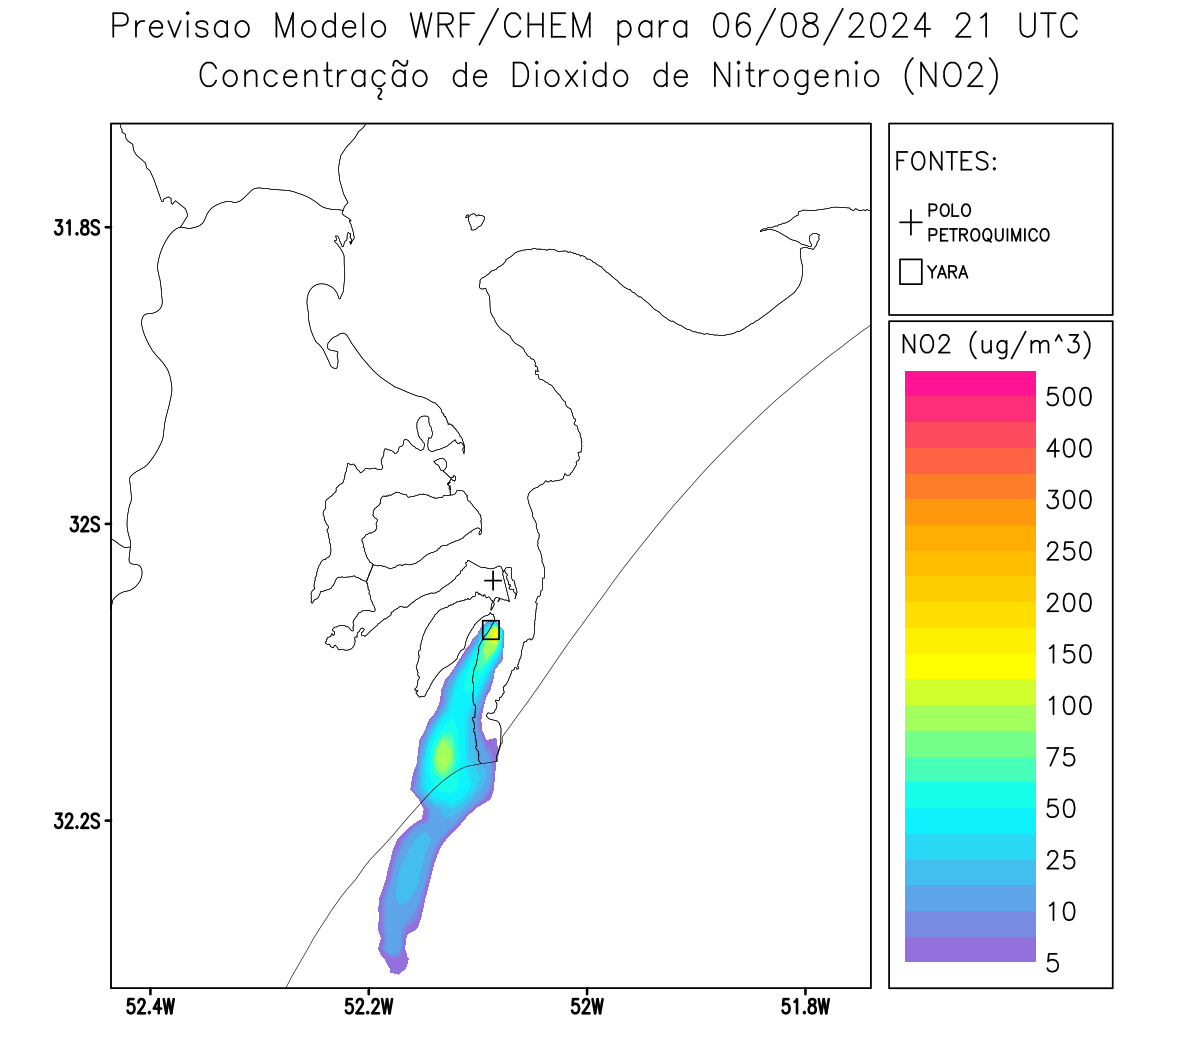 Previsao Modelo WRF/CHEM para 06/08/2024 21 UTC
Concentração de Dioxido de Nitrogenio (NO2)
FONTES:
POLO
PETROQUIMICO
YARA
NO2 (ug/m^3)
500
400
300
250
200
150
100
75
50
25
10
5
31.8S
32S
32.2S
52.4W
52.2W
52W
51.8W